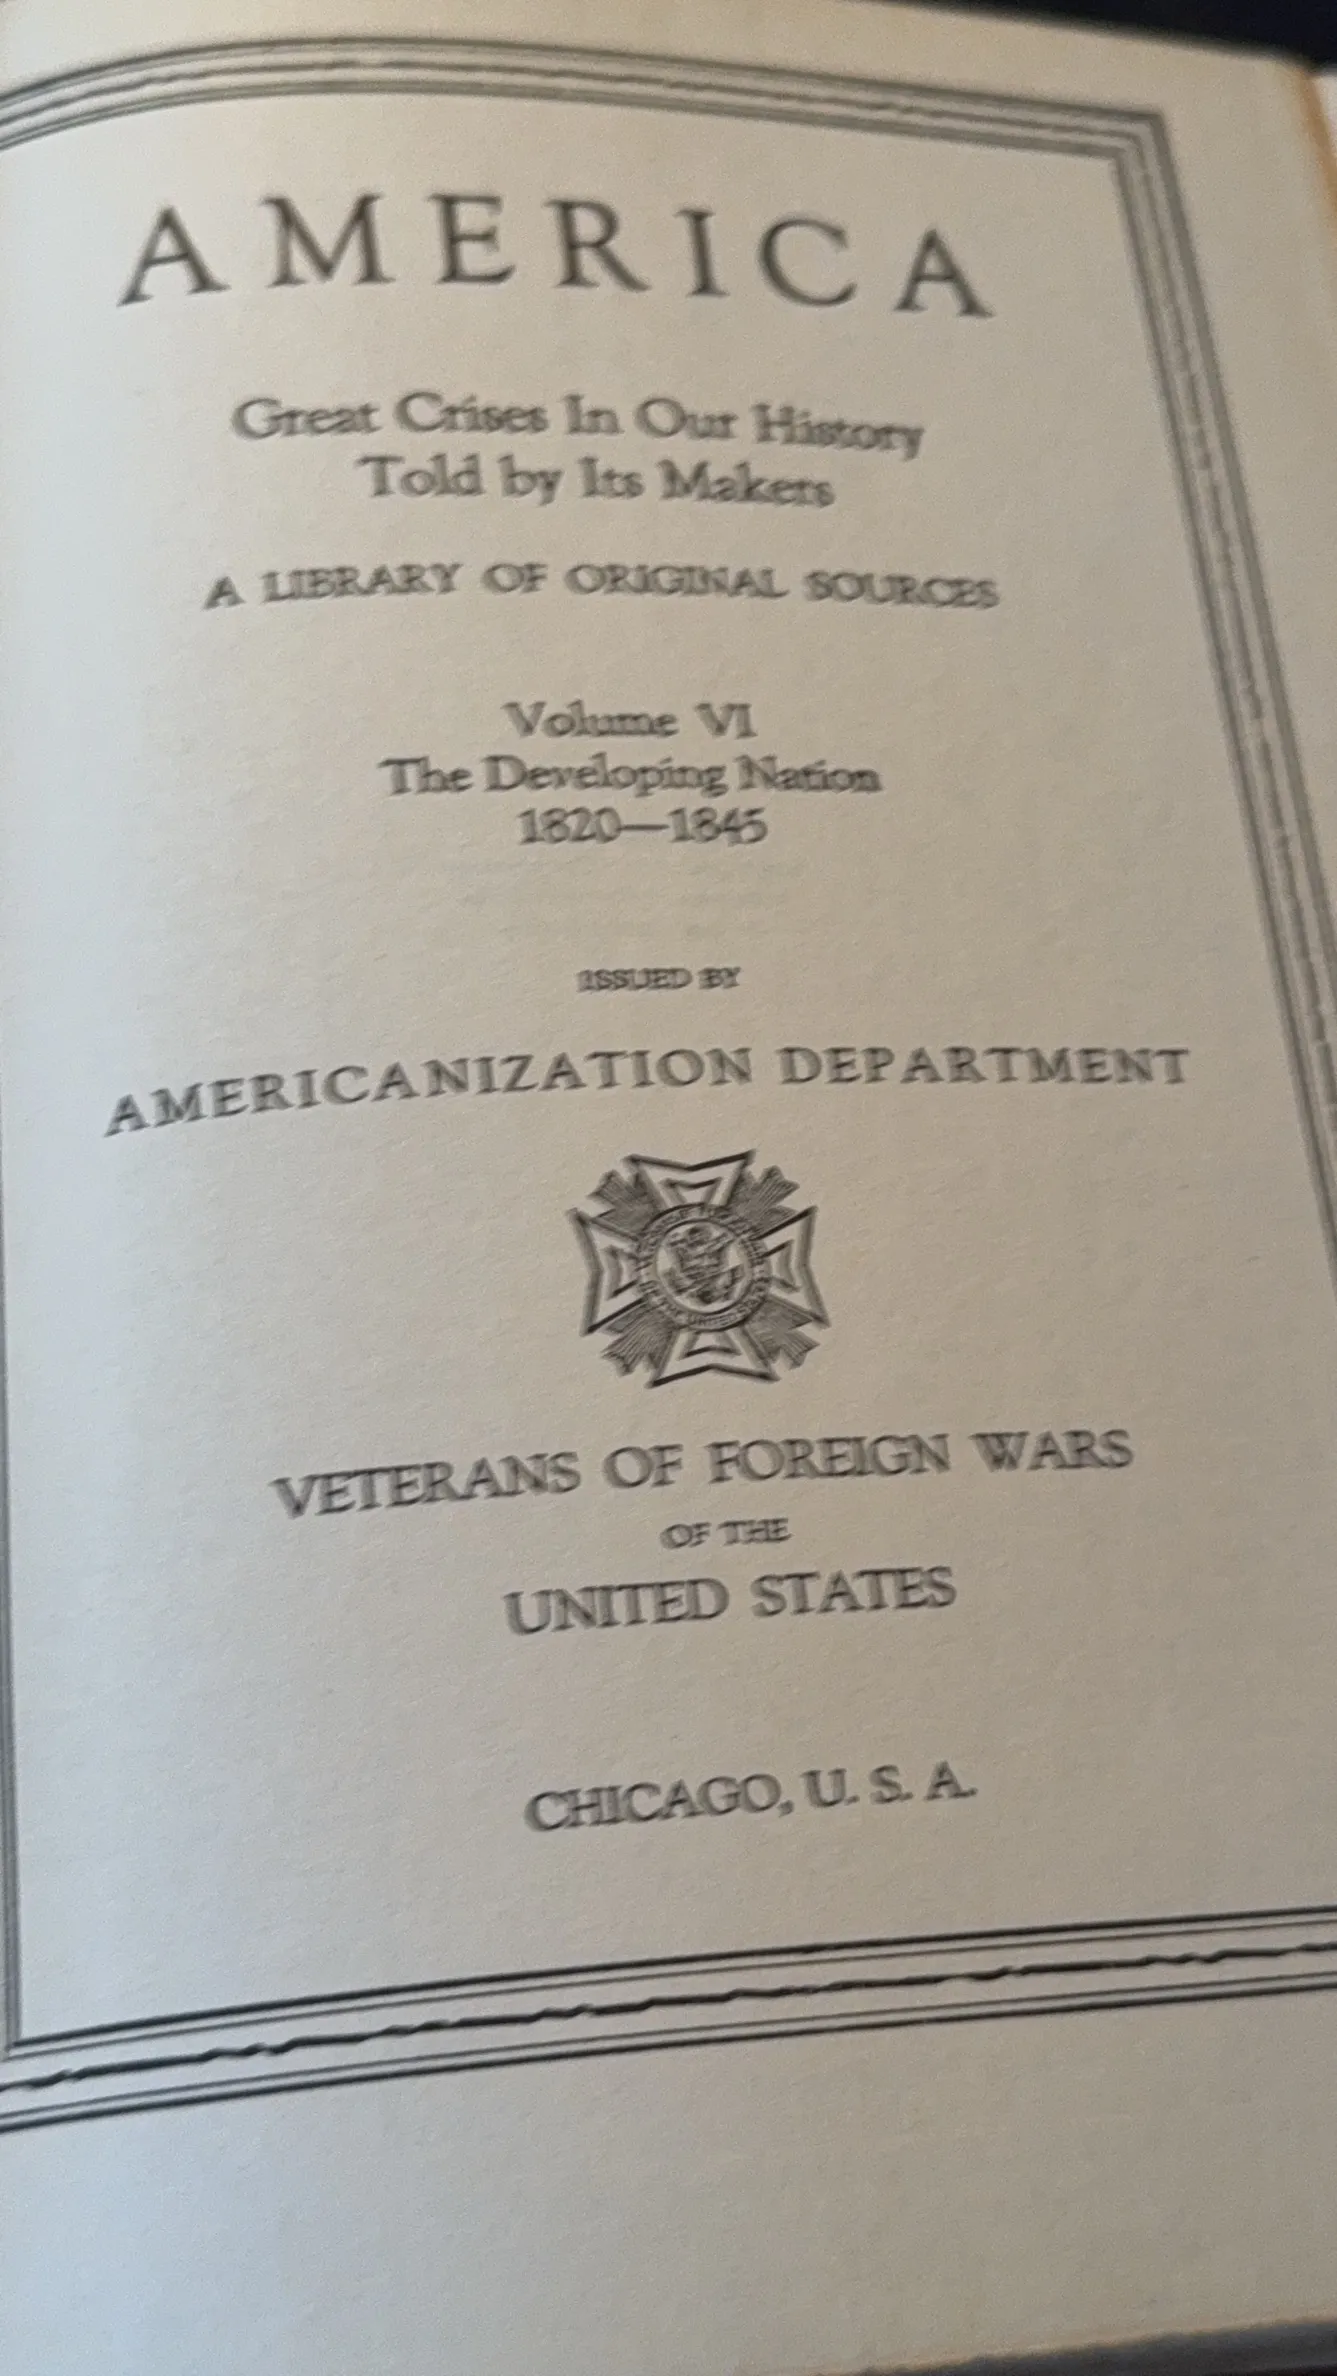 AMERICA
Great Crises In Our History
Told by Its Makers
A LIBRARY OF ORIGINAL SOURCES
Volume VI
The Developing Nation
1820—1845
ISSUED BY
AMERICANIZATION DEPARTMENT
VETERANS OF FOREIGN WARS
OF THE
UNITED STATES
CHICAGO, U. S. A.